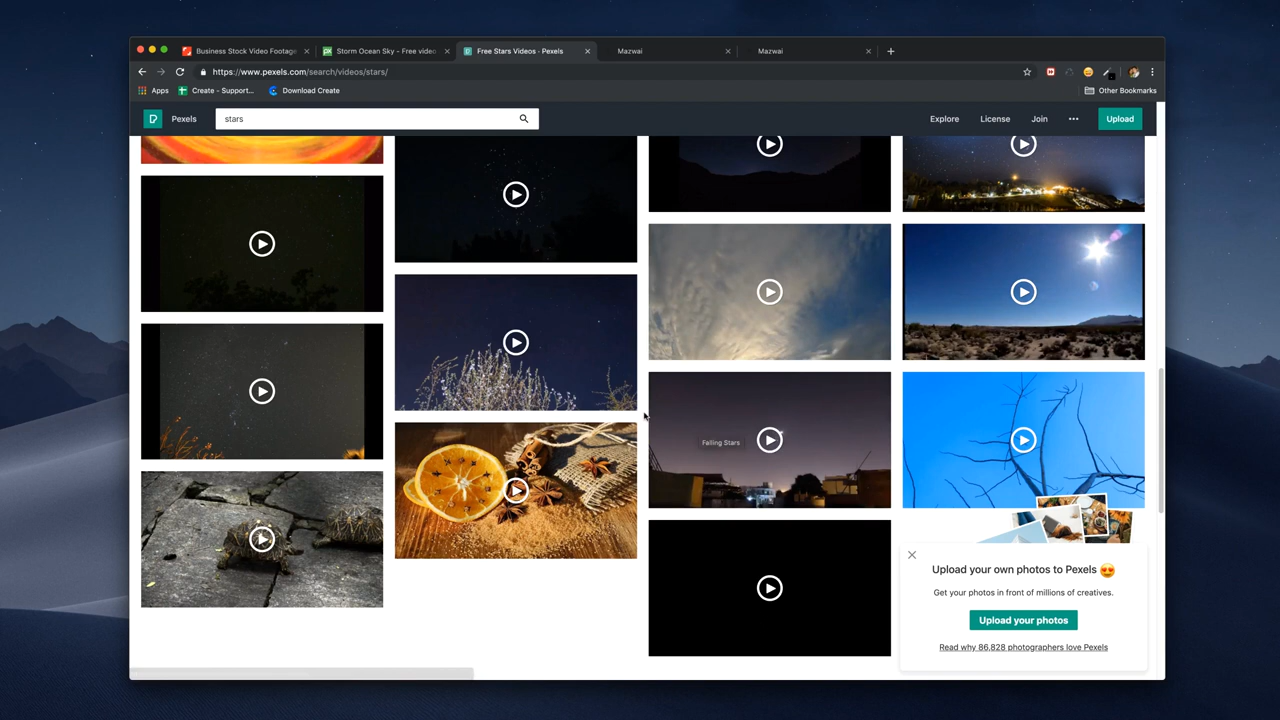 Business Stock Video Footage
Storm Ocean Sky - Free video
Free Stars Videos · Pexels
Mazwai
Mazwai
https://www.pexels.com/search/videos/stars/
Apps
Create - Support...
Download Create
Other Bookmarks
Pexels
stars
Explore
License
Join
Upload
Falling Stars
Upload your own photos to Pexels
Get your photos in front of millions of creatives.
Upload your photos
Read why 86,828 photographers love Pexels